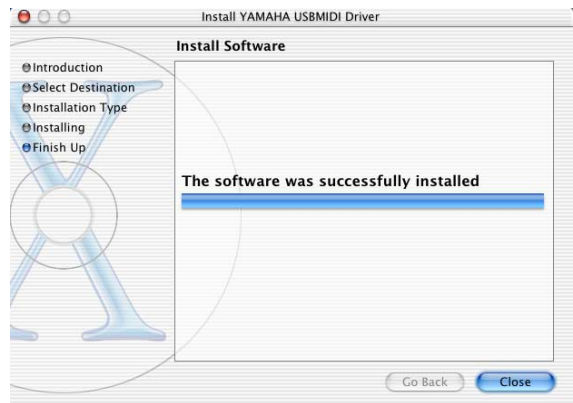 Install YAMAHA USBMIDI Driver
Install Software
Introduction
Select Destination
Installation Type
Installing
Finish Up
The software was successfully installed
Go Back
Close